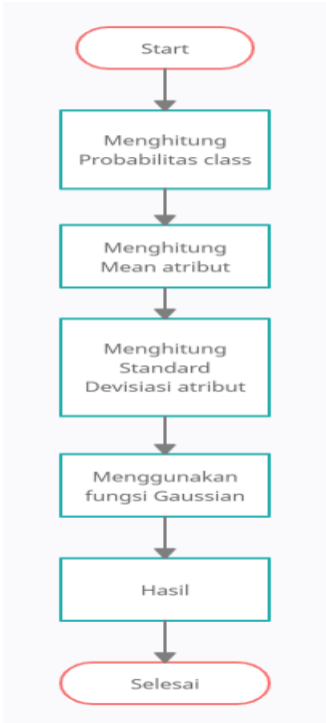 Start
Menghitung
Probabilitas class
Menghitung
Mean atribut
Menghitung
Standard
Devisiasi atribut
Menggunakan
fungsi Gaussian
Hasil
Selesai